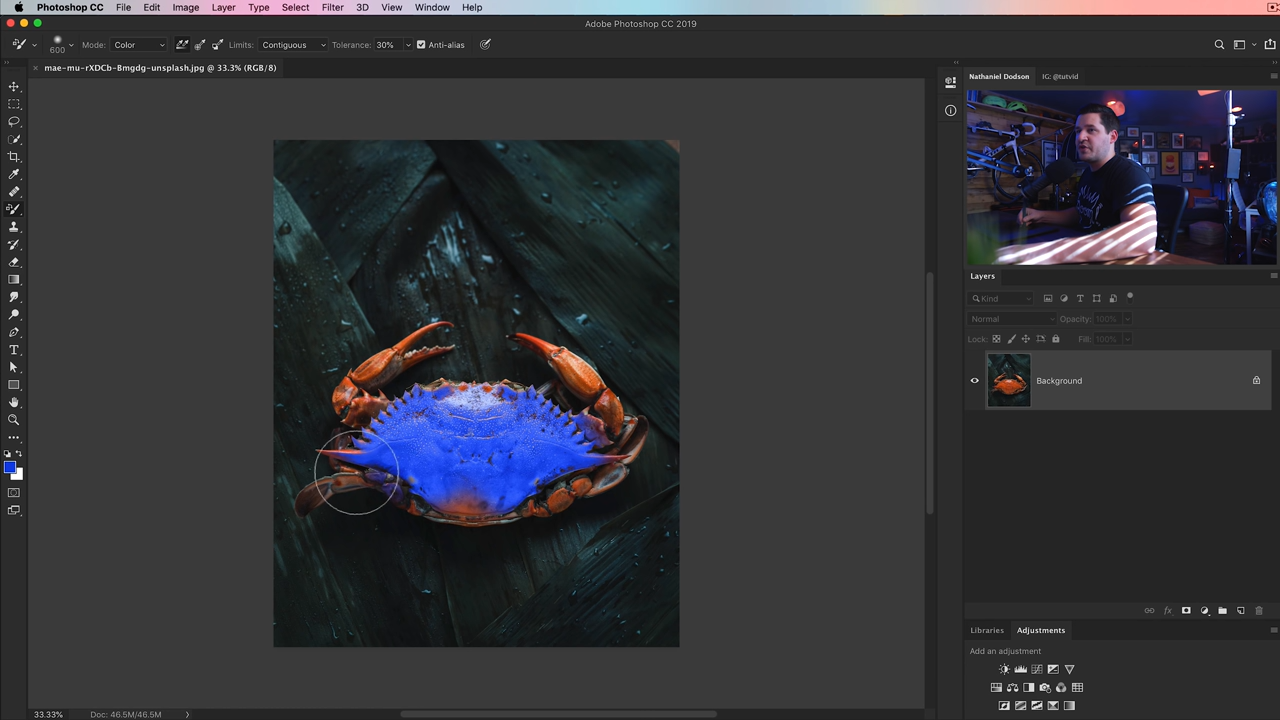 Photoshop CC File Edit Image Layer Type Select Filter 3D View Window Help
Adobe Photoshop CC 2019
600 Mode: Color Limits: Contiguous Tolerance: 30% Anti-alias
× mae-mu-rXDCb-Bmgdg-unsplash.jpg @ 33.3% (RGB/8)
Nathaniel Dodson IG: @tutvid
Layers
Kind
Normal Opacity: 100%
Lock: Fill: 100%
Background
fx
Libraries Adjustments
Add an adjustment
33.33% Doc: 46.5M/46.5M